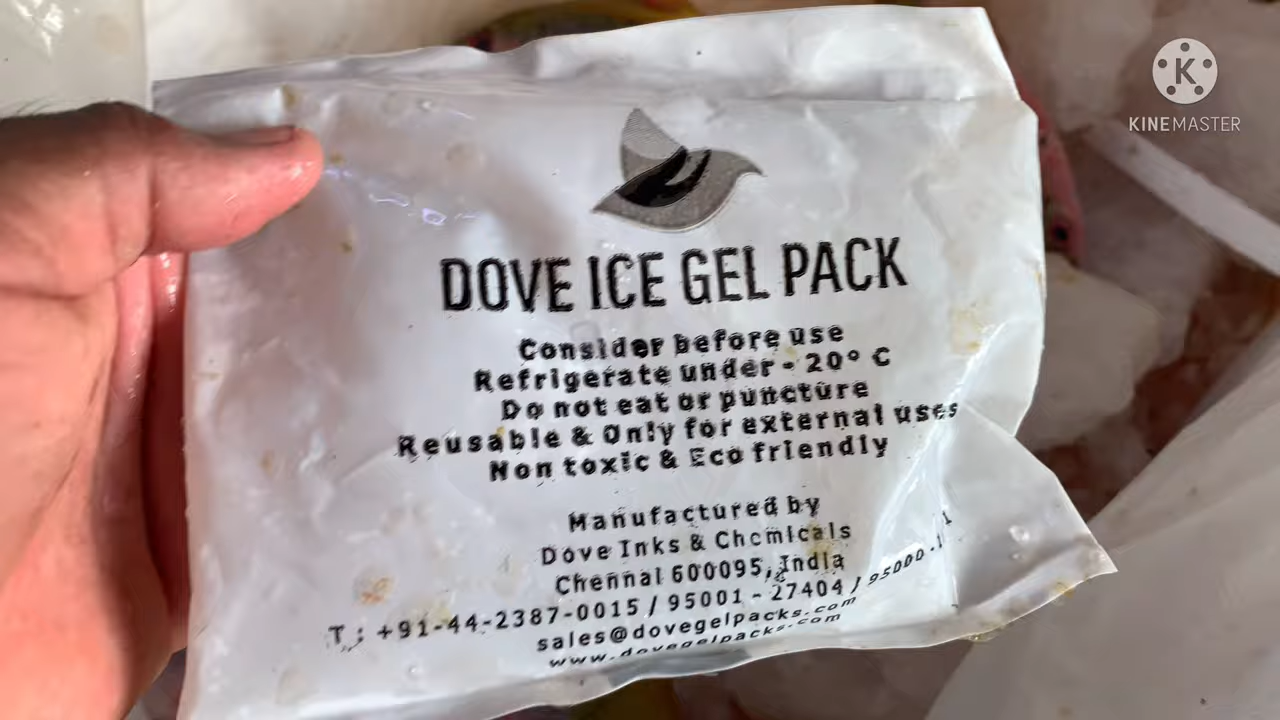 K
KINEMASTER
DOVE ICE GEL PACK
Consider before use
Refrigerate under - 20° C
Do not eat or puncture
Reusable & Only for external uses
Non toxic & Eco friendly
Manufactured by
Dove Inks & Chemicals
Chennai 600095, India
T : +91-44-2387-0015 / 95001 - 27404 / 95000 -
sales@dovegelpacks.com
www.dovegelpacks.com